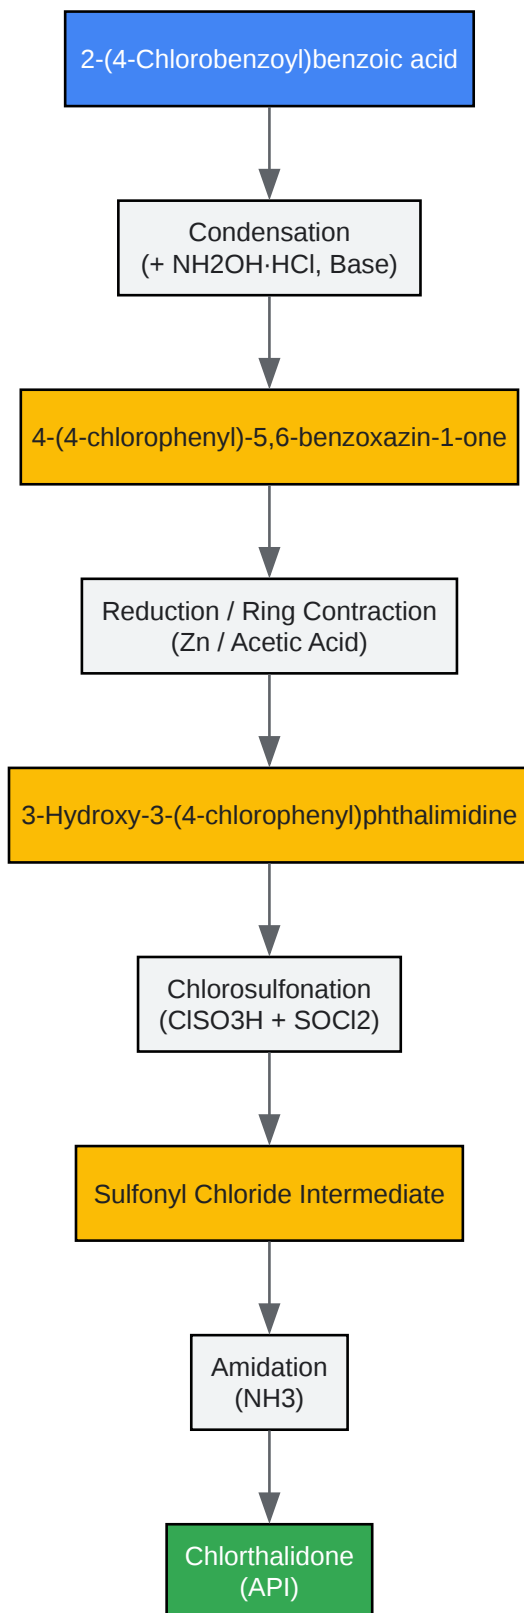 2-(4-Chlorobenzoyl)benzoic acid
Condensation
(+ NH2OH·HCl, Base)
4-(4-chlorophenyl)-5,6-benzoxazin-1-one
Reduction / Ring Contraction
(Zn / Acetic Acid)
3-Hydroxy-3-(4-chlorophenyl)phthalimidine
Chlorosulfonation
(ClSO3H + SOCl2)
Sulfonyl Chloride Intermediate
Amidation
(NH3)
Chlorthalidone
(API)